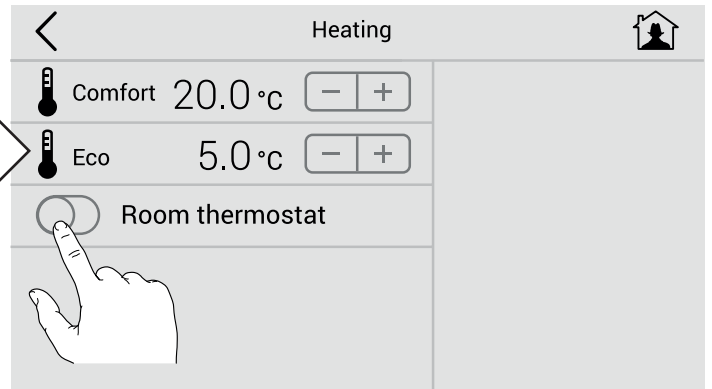 Heating
Comfort 20.0 °C − +
Eco 5.0 °C − +
Room thermostat